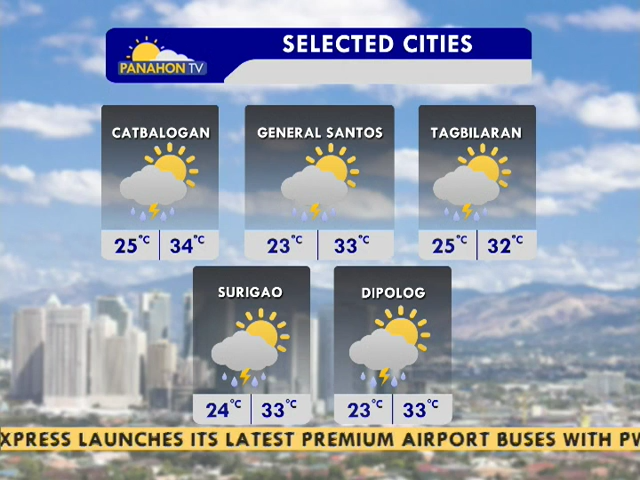 SELECTED CITIES
PANAHON TV
CATBALOGAN
25°C 34°C
GENERAL SANTOS
23°C 33°C
TAGBILARAN
25°C 32°C
SURIGAO
24°C 33°C
DIPOLOG
23°C 33°C
XPRESS LAUNCHES ITS LATEST PREMIUM AIRPORT BUSES WITH